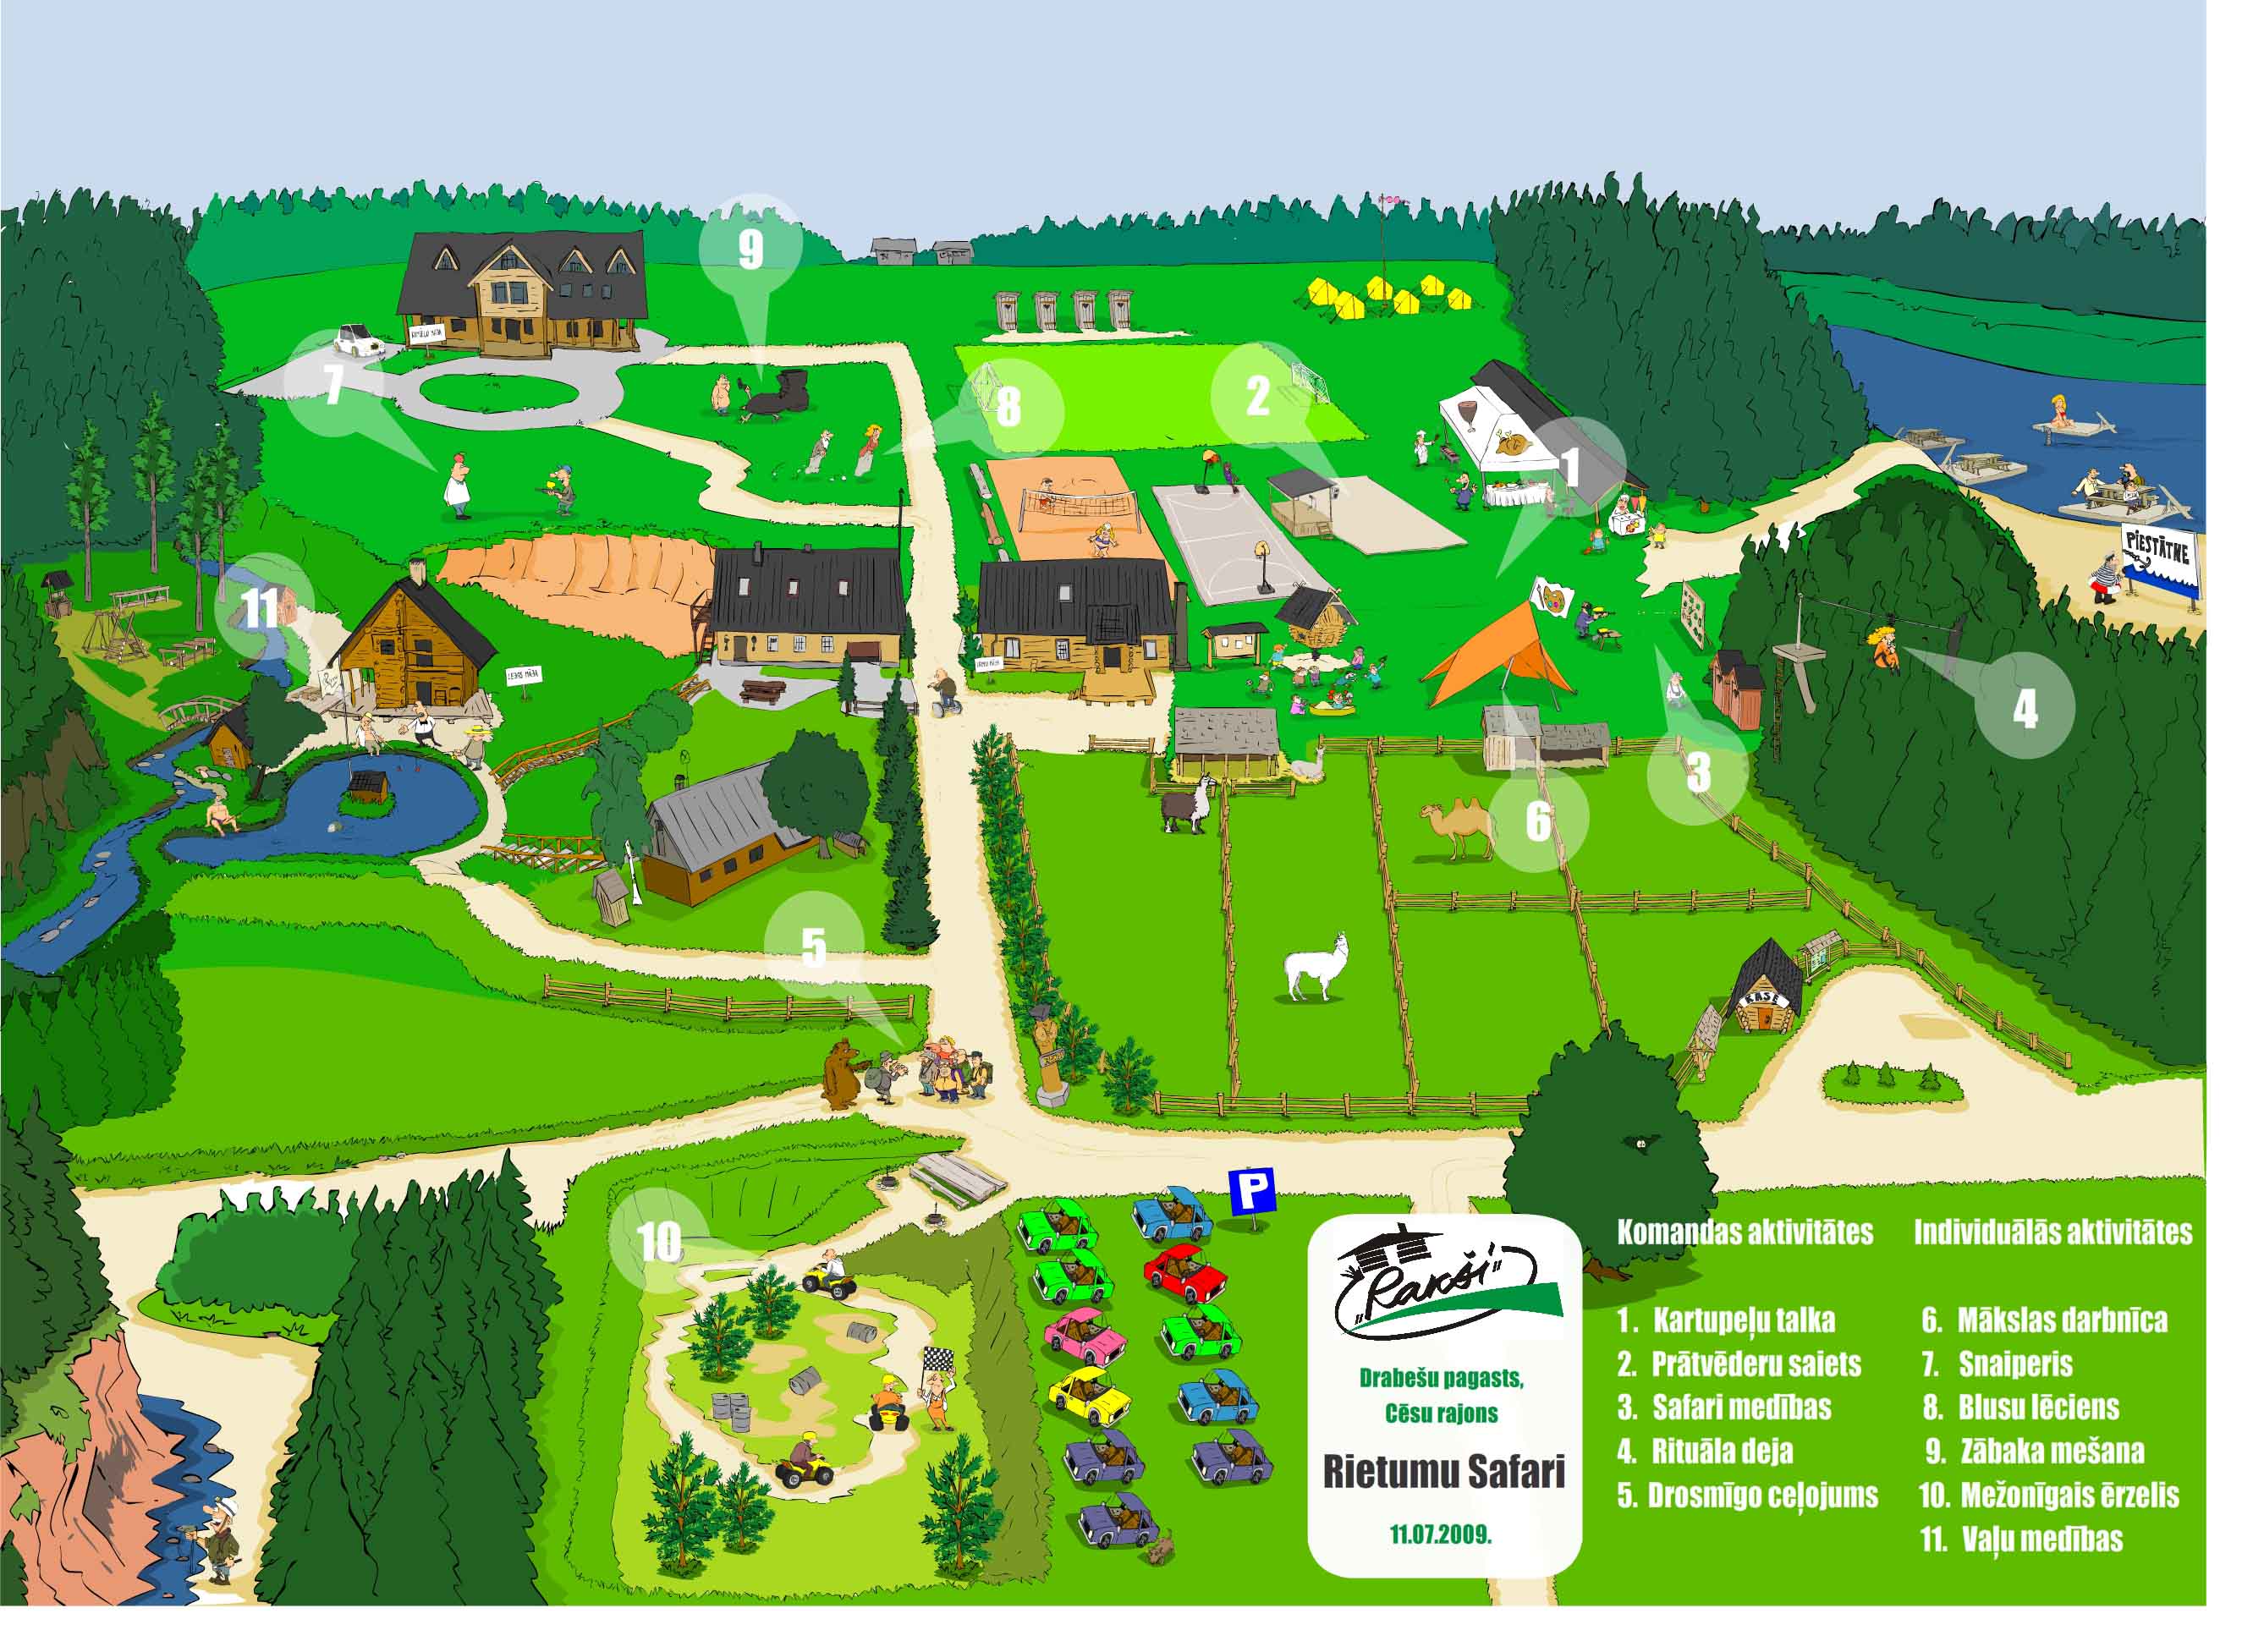 9
7
8
2
1
PIESTĀTNE
11
4
3
6
5
KASE
10
P
"Rakši"
Drabešu pagasts,
Cēsu rajons
Rietumu Safari
11.07.2009.
Komandas aktivitātes
1. Kartupeļu talka
2. Prātvēderu saiets
3. Safari medības
4. Rituāla deja
5. Drosmīgo ceļojums
Individuālās aktivitātes
6. Mākslas darbnīca
7. Snaiperis
8. Blusu lēciens
9. Zābaka mešana
10. Mežonīgais ērzelis
11. Vaļu medības